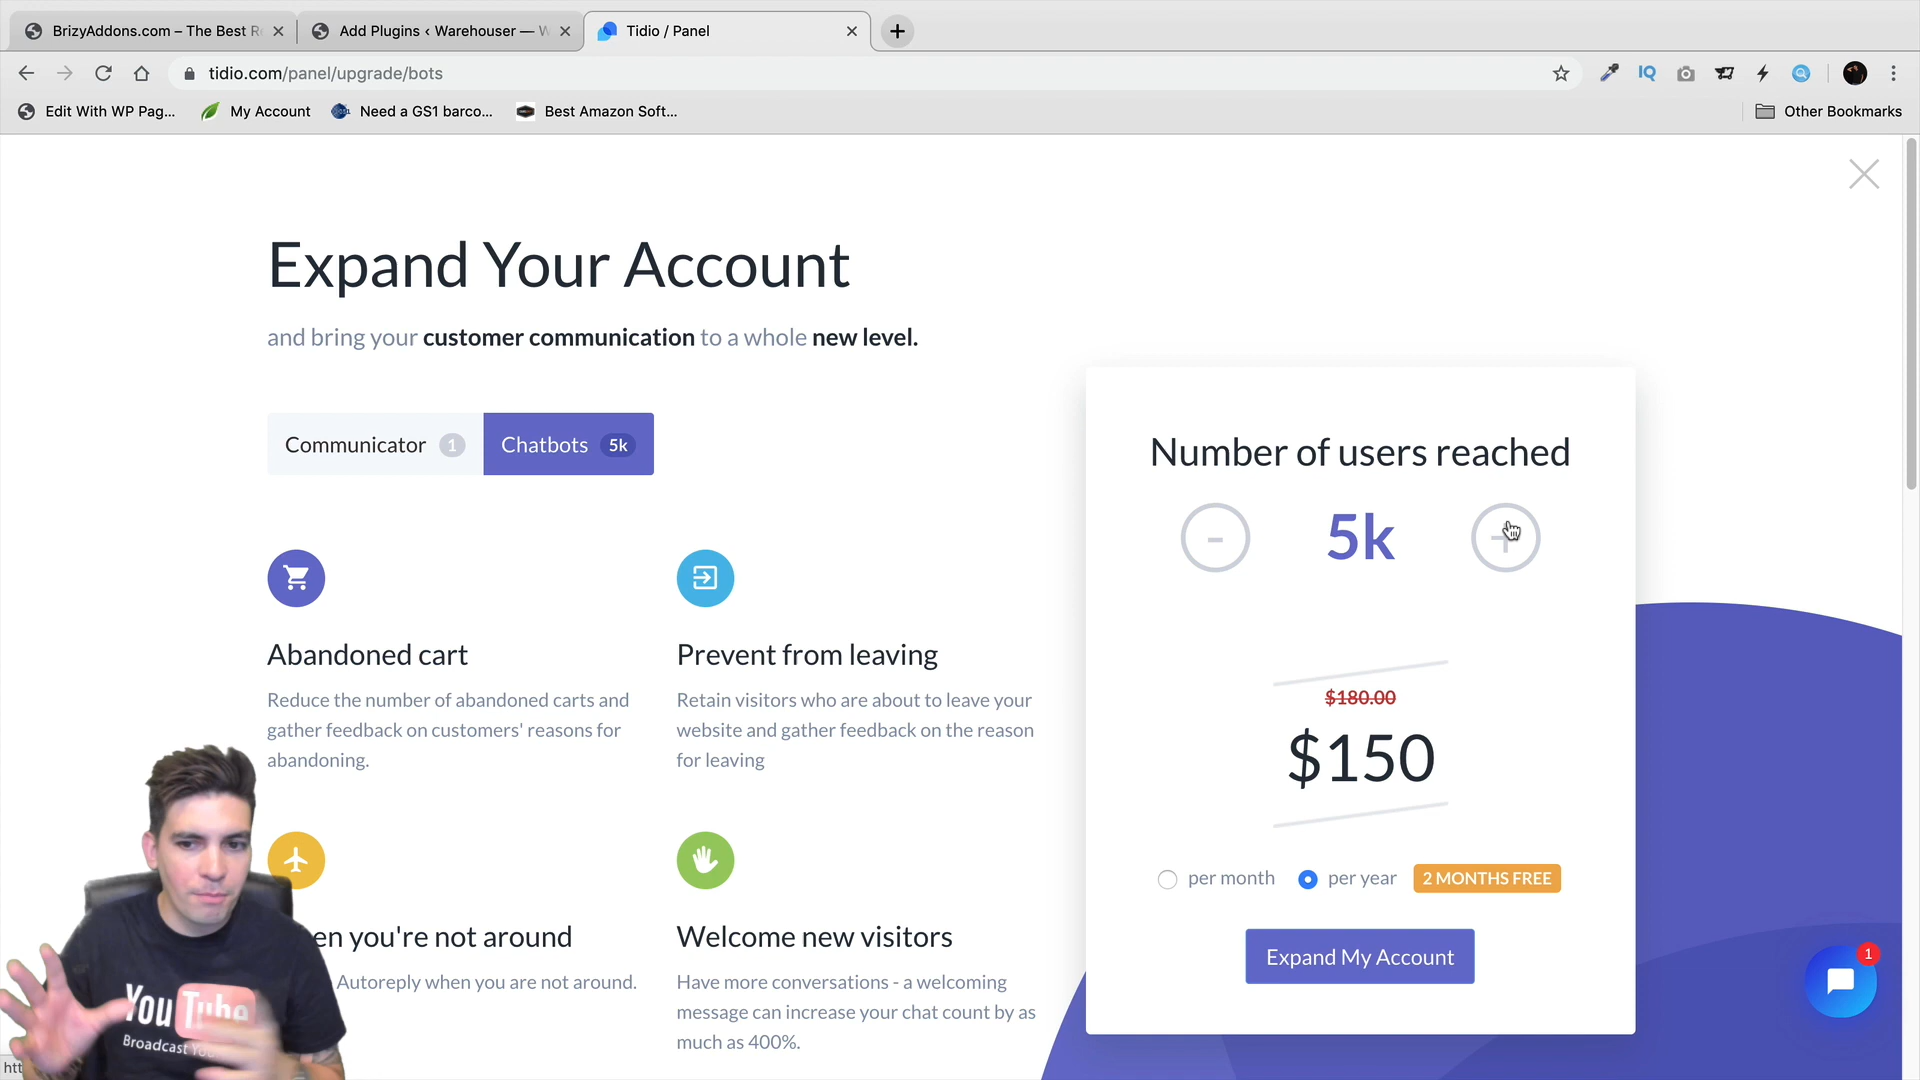 BrizyAddons.com – The Best R
Add Plugins ‹ Warehouser — W
Tidio / Panel
tidio.com/panel/upgrade/bots
IQ
Edit With WP Pag...
My Account
Need a GS1 barco...
Best Amazon Soft...
Other Bookmarks
Expand Your Account
and bring your customer communication to a whole new level.
Communicator 1
Chatbots 5k
Number of users reached
- 5k +
$180.00
$150
per month
per year
2 MONTHS FREE
Expand My Account
Abandoned cart
Reduce the number of abandoned carts and
gather feedback on customers' reasons for
abandoning.
Prevent from leaving
Retain visitors who are about to leave your
website and gather feedback on the reason
for leaving
en you're not around
Autoreply when you are not around.
Welcome new visitors
Have more conversations - a welcoming
message can increase your chat count by as
much as 400%.
YouTube
Broadcast Yo
1
htt